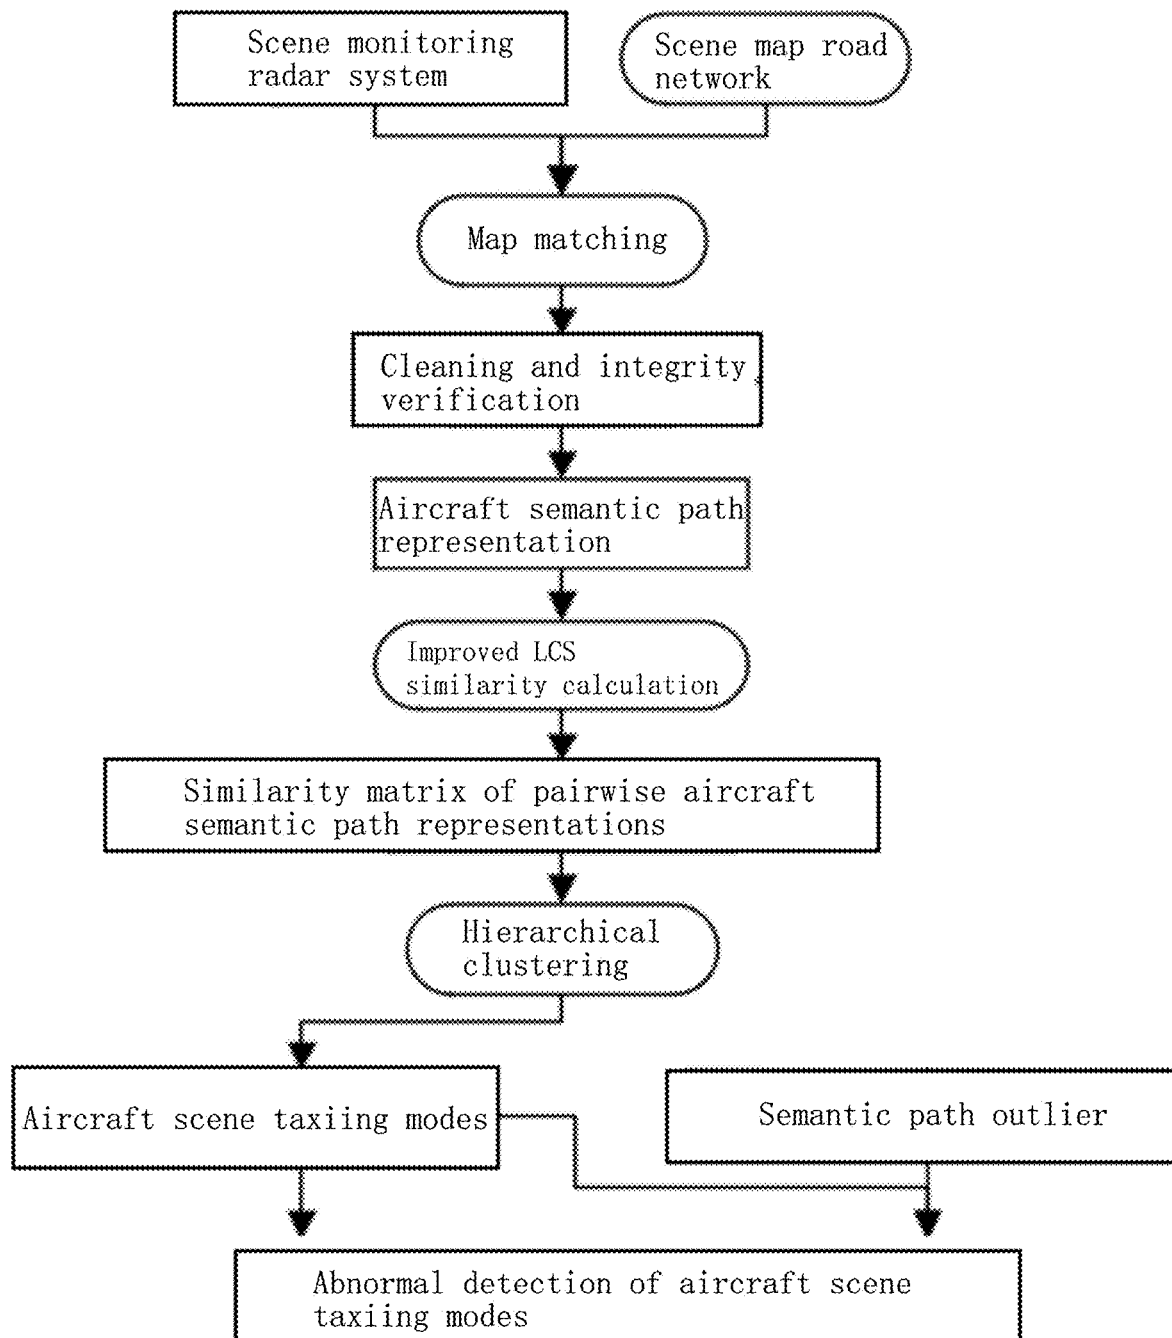 Scene monitoring
radar system
Scene map road
network
Map matching
Cleaning and integrity
verification
Aircraft semantic path
representation
Improved LCS
similarity calculation
Similarity matrix of pairwise aircraft
semantic path representations
Hierarchical
clustering
Aircraft scene taxiing modes
Semantic path outlier
Abnormal detection of aircraft scene
taxiing modes